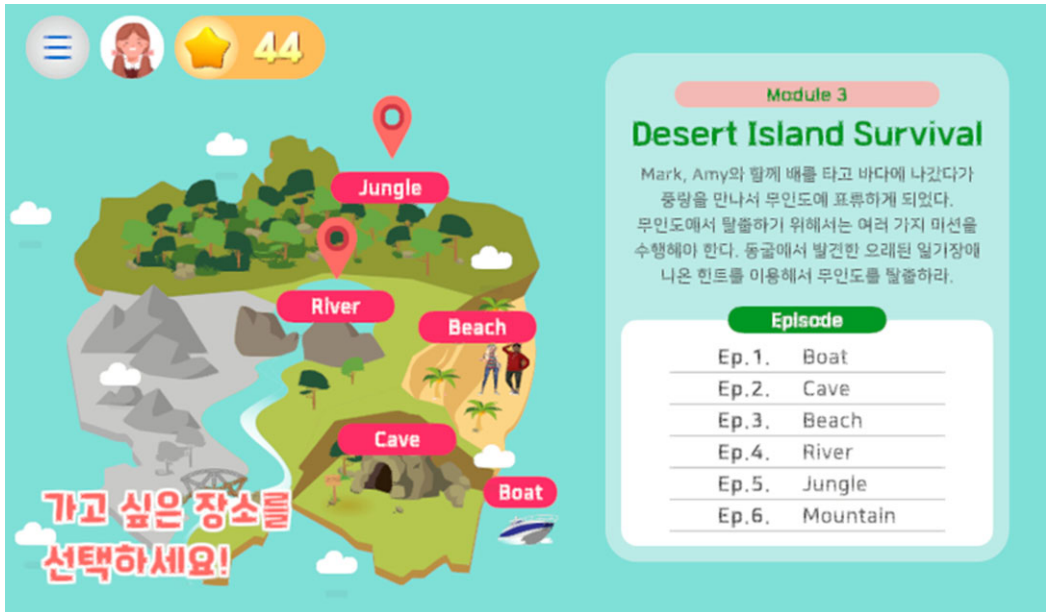 44
Jungle
River
Beach
Cave
Boat
가고 싶은 장소를
선택하세요!
Module 3
Desert Island Survival
Mark, Amy와 함께 배를 타고 바다에 나갔다가
풍랑을 만나서 무인도에 표류하게 되었다.
무인도에서 탈출하기 위해서는 여러 가지 미션을
수행해야 한다. 동굴에서 발견한 오래된 일기장에
나온 힌트를 이용해서 무인도를 탈출하라.
Episode
Ep.1. Boat
Ep.2. Cave
Ep.3. Beach
Ep.4. River
Ep.5. Jungle
Ep.6. Mountain